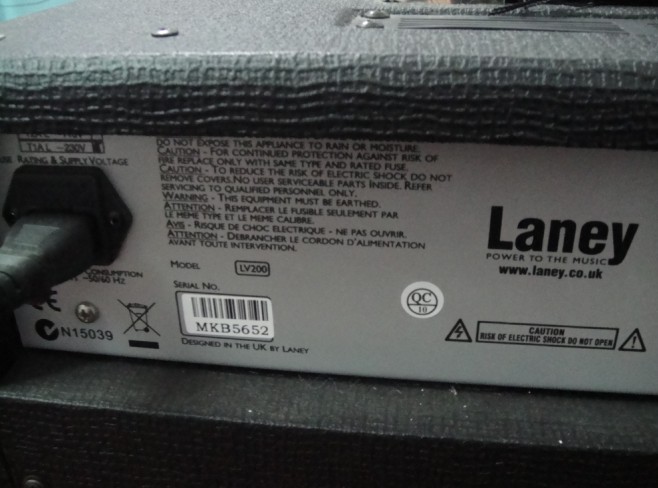 T1A L ~230V
RATING & SUPPLY VOLTAGE
DO NOT EXPOSE THIS APPLIANCE TO RAIN OR MOISTURE.
CAUTION - FOR CONTINUED PROTECTION AGAINST RISK OF
FIRE REPLACE ONLY WITH SAME TYPE AND RATED FUSE.
CAUTION - TO REDUCE THE RISK OF ELECTRIC SHOCK DO NOT
REMOVE COVERS. NO USER SERVICEABLE PARTS INSIDE. REFER
SERVICING TO QUALIFIED PERSONNEL ONLY.
WARNING - THIS EQUIPMENT MUST BE EARTHED.
ATTENTION - REMPLACER LE FUSIBLE SEULEMENT PAR
LE MEME TYPE ET LE MEME CALIBRE.
AVIS - RISQUE DE CHOC ELECTRIQUE - NE PAS OUVRIR.
ATTENTION - DEBRANCHER LE CORDON D'ALIMENTATION
AVANT TOUTE INTERVENTION.
CONSUMPTION
~50/60 Hz
CE
N15039
MODEL LV200
SERIAL NO.
MKB5652
DESIGNED IN THE UK BY LANEY
QC
10
Laney
POWER TO THE MUSIC
www.laney.co.uk
CAUTION
RISK OF ELECTRIC SHOCK DO NOT OPEN